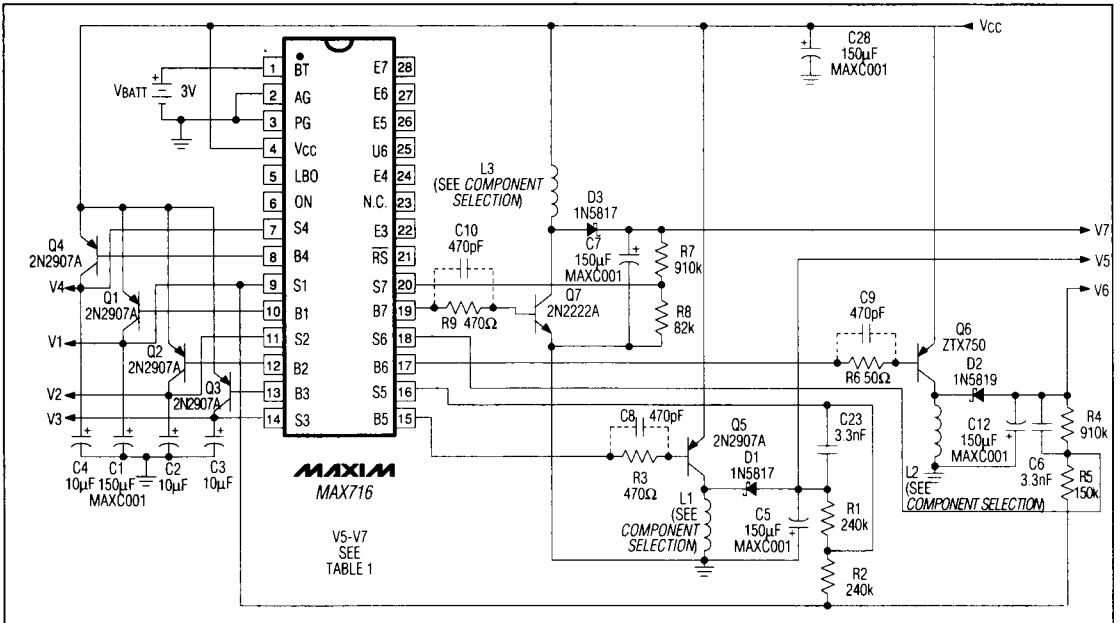 VCC
C28
150µF
MAXC001
+
VBATT
3V
+
1 BT
2 AG
3 PG
4 VCC
5 LBO
6 ON
7 S4
8 B4
9 S1
10 B1
11 S2
12 B2
13 B3
14 S3
E7 28
E6 27
E5 26
U6 25
E4 24
N.C. 23
E3 22
RS 21
S7 20
B7 19
S6 18
B6 17
S5 16
B5 15
MAXIM
MAX716
V5-V7
SEE
TABLE 1
Q4
2N2907A
V4
Q1
2N2907A
V1
Q2
2N2907A
V2
Q3
2N2907A
V3
+
+
+
+
C4
10µF
C1
150µF
MAXC001
C2
10µF
C3
10µF
L3
(SEE COMPONENT
SELECTION)
C10
470pF
R9 470Ω
Q7
2N2222A
D3
1N5817
C7
150µF
MAXC001
+
R7
910k
R8
82k
V7
V5
V6
C9
470pF
R6 50Ω
Q6
ZTX750
D2
1N5819
C12
150µF
MAXC001
+
C6
3.3nF
R4
910k
R5
150k
L2
(SEE
COMPONENT SELECTION)
C8
470pF
R3
470Ω
Q5
2N2907A
D1
1N5817
L1
(SEE
COMPONENT
SELECTION)
C5
150µF
MAXC001
+
C23
3.3nF
R1
240k
R2
240k